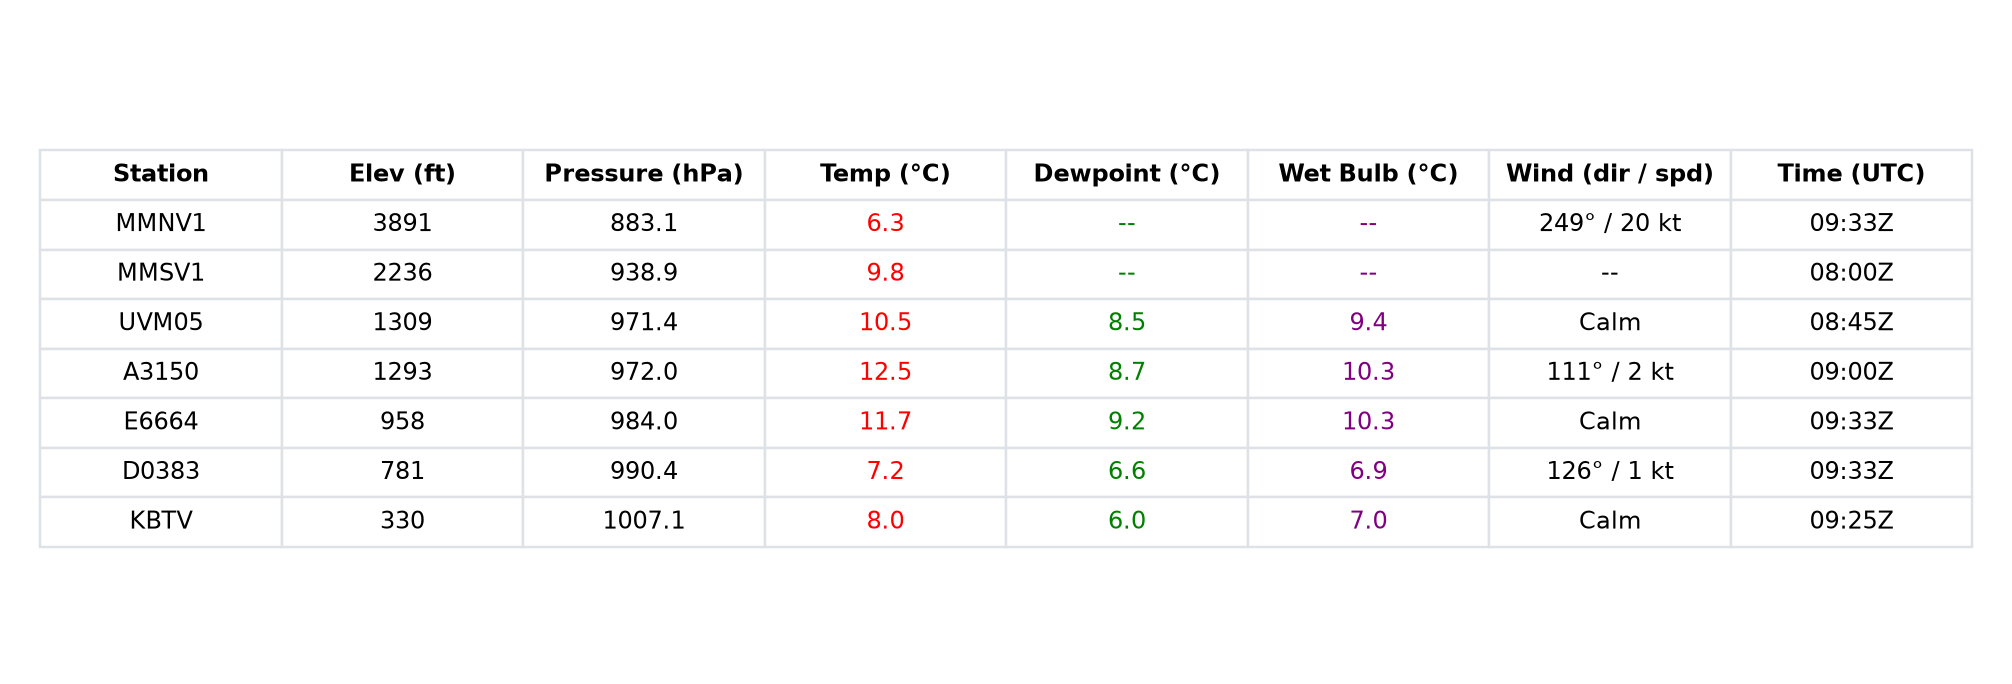 Station Elev (ft) Pressure (hPa) Temp (°C) Dewpoint (°C) Wet Bulb (°C) Wind (dir / spd) Time (UTC)
MMNV1 3891 883.1 6.3 -- -- 249° / 20 kt 09:33Z
MMSV1 2236 938.9 9.8 -- -- -- 08:00Z
UVM05 1309 971.4 10.5 8.5 9.4 Calm 08:45Z
A3150 1293 972.0 12.5 8.7 10.3 111° / 2 kt 09:00Z
E6664 958 984.0 11.7 9.2 10.3 Calm 09:33Z
D0383 781 990.4 7.2 6.6 6.9 126° / 1 kt 09:33Z
KBTV 330 1007.1 8.0 6.0 7.0 Calm 09:25Z